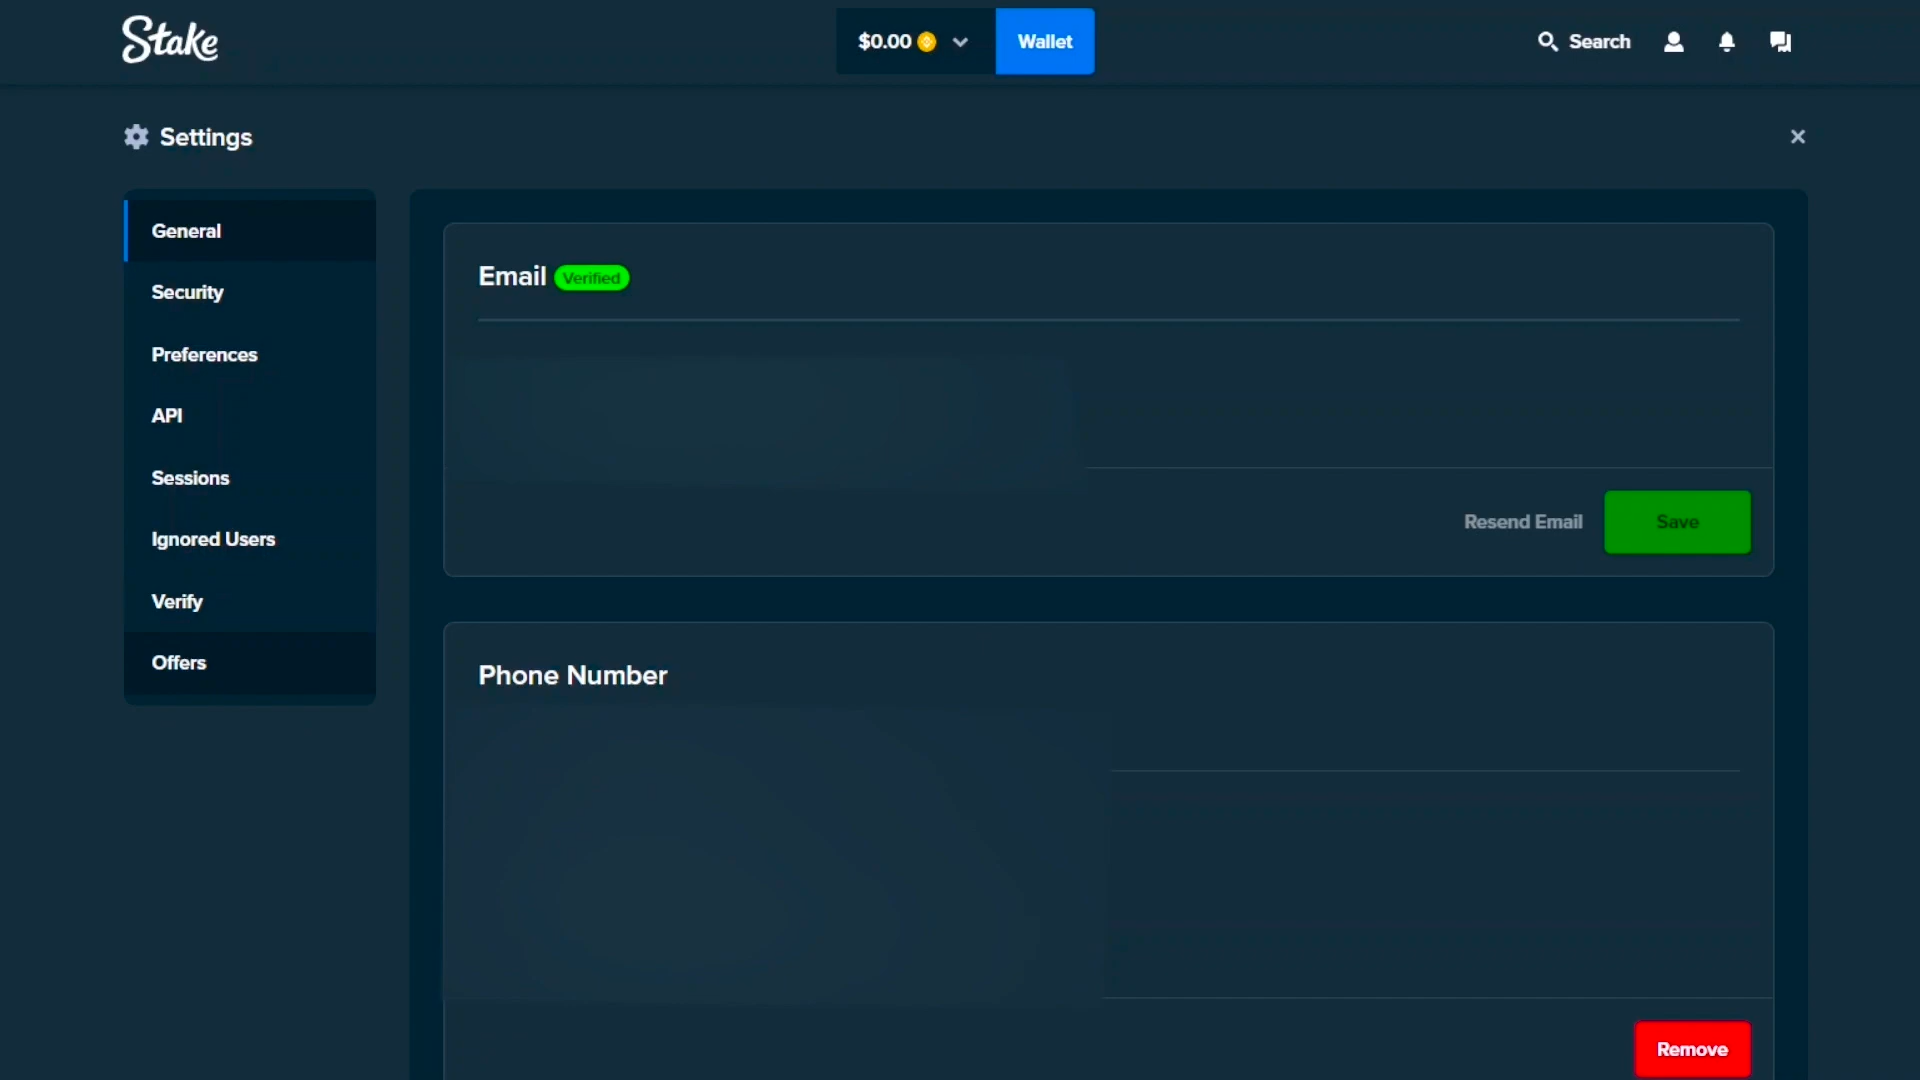 Stake
$0.00
Wallet
Search
Settings
General
Security
Preferences
API
Sessions
Ignored Users
Verify
Offers
Email Verified
Resend Email
Save
Phone Number
Remove